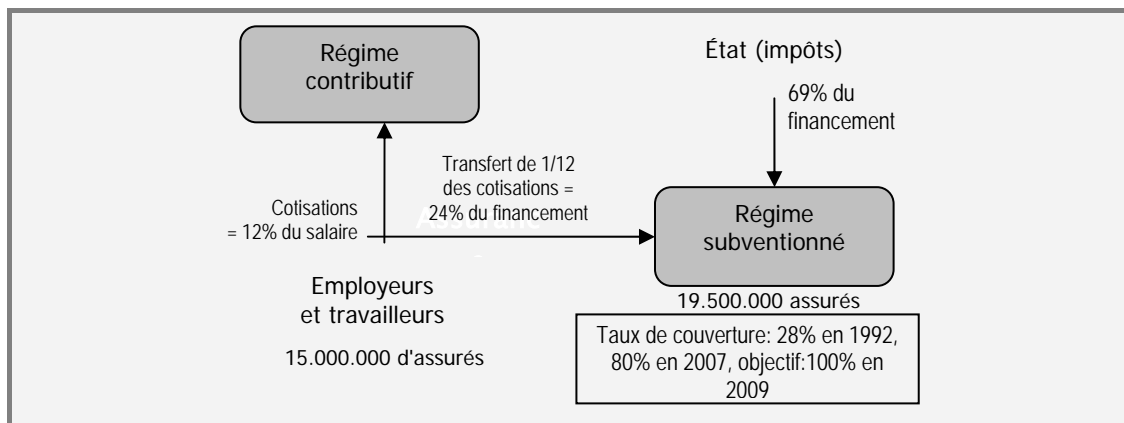 Régime
contributif
État (impôts)
69% du
financement
Transfert de 1/12
des cotisations =
24% du financement
Cotisations
= 12% du salaire
Régime
subventionné
Employeurs
et travailleurs
15.000.000 d'assurés
19.500.000 assurés
Taux de couverture: 28% en 1992,
80% en 2007, objectif:100% en
2009